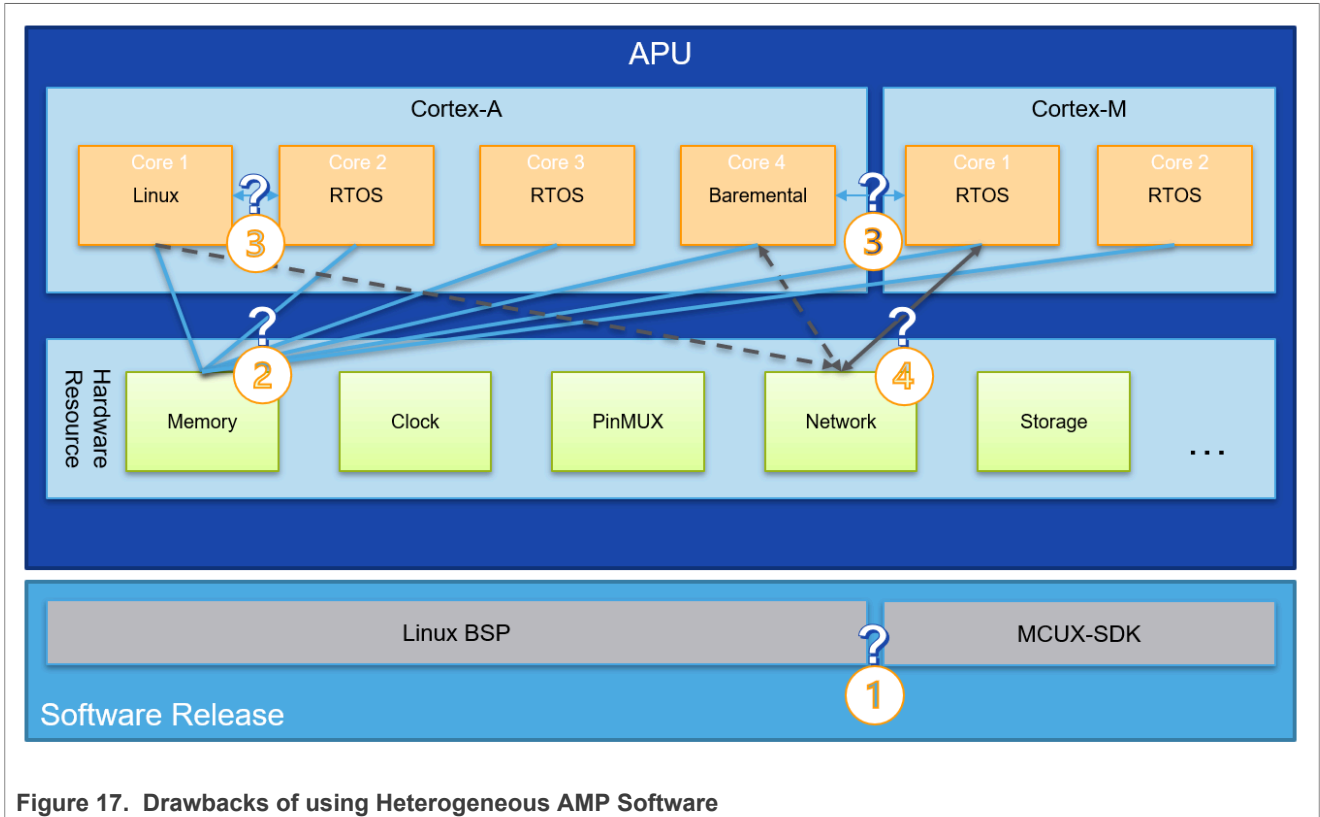 APU
Cortex-A
Cortex-M
Core 1
Linux
Core 2
RTOS
Core 3
RTOS
Core 4
Baremental
Core 1
RTOS
Core 2
RTOS
?
3
?
3
?
2
?
4
Hardware
Resource
Memory
Clock
PinMUX
Network
Storage
...
Linux BSP
MCUX-SDK
?
1
Software Release
Figure 17. Drawbacks of using Heterogeneous AMP Software